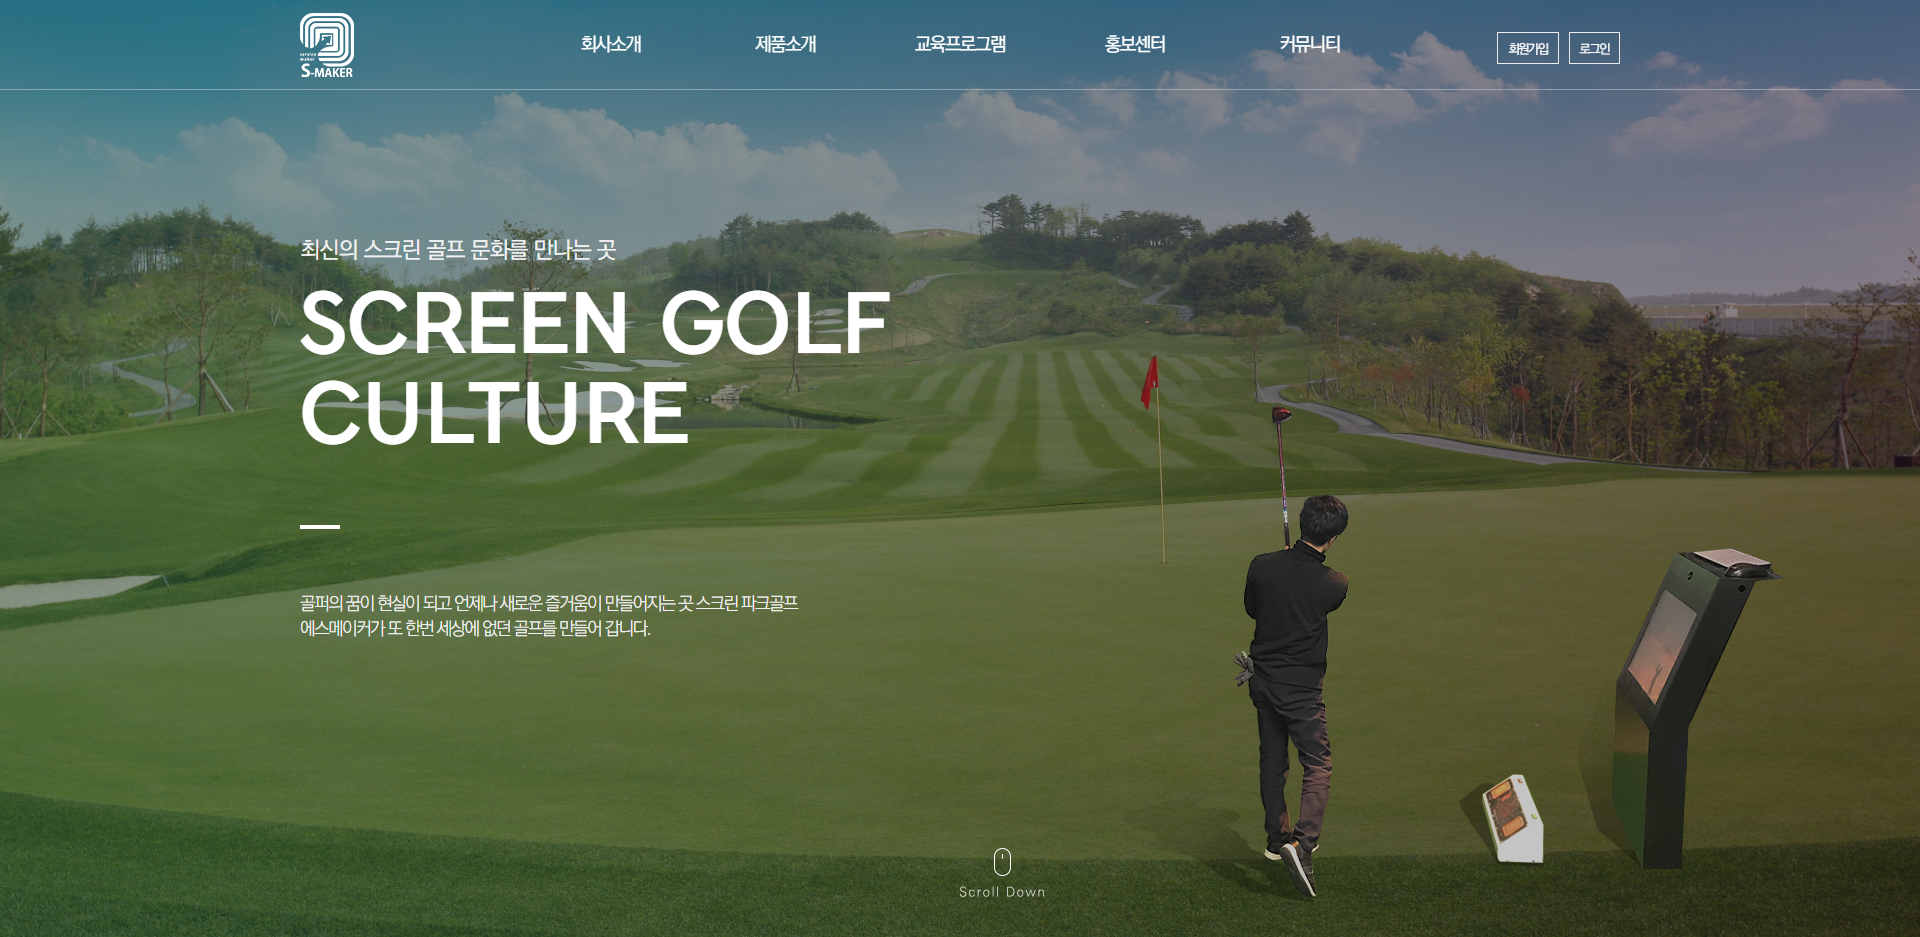 service
maker
S-MAKER
회사소개
제품소개
교육프로그램
홍보센터
커뮤니티
회원가입
로그인
최신의 스크린 골프 문화를 만나는 곳
SCREEN GOLF
CULTURE
골퍼의 꿈이 현실이 되고 언제나 새로운 즐거움이 만들어지는 곳 스크린 파크골프
에스메이커가 또 한번 세상에 없던 골프를 만들어 갑니다.
Scroll Down